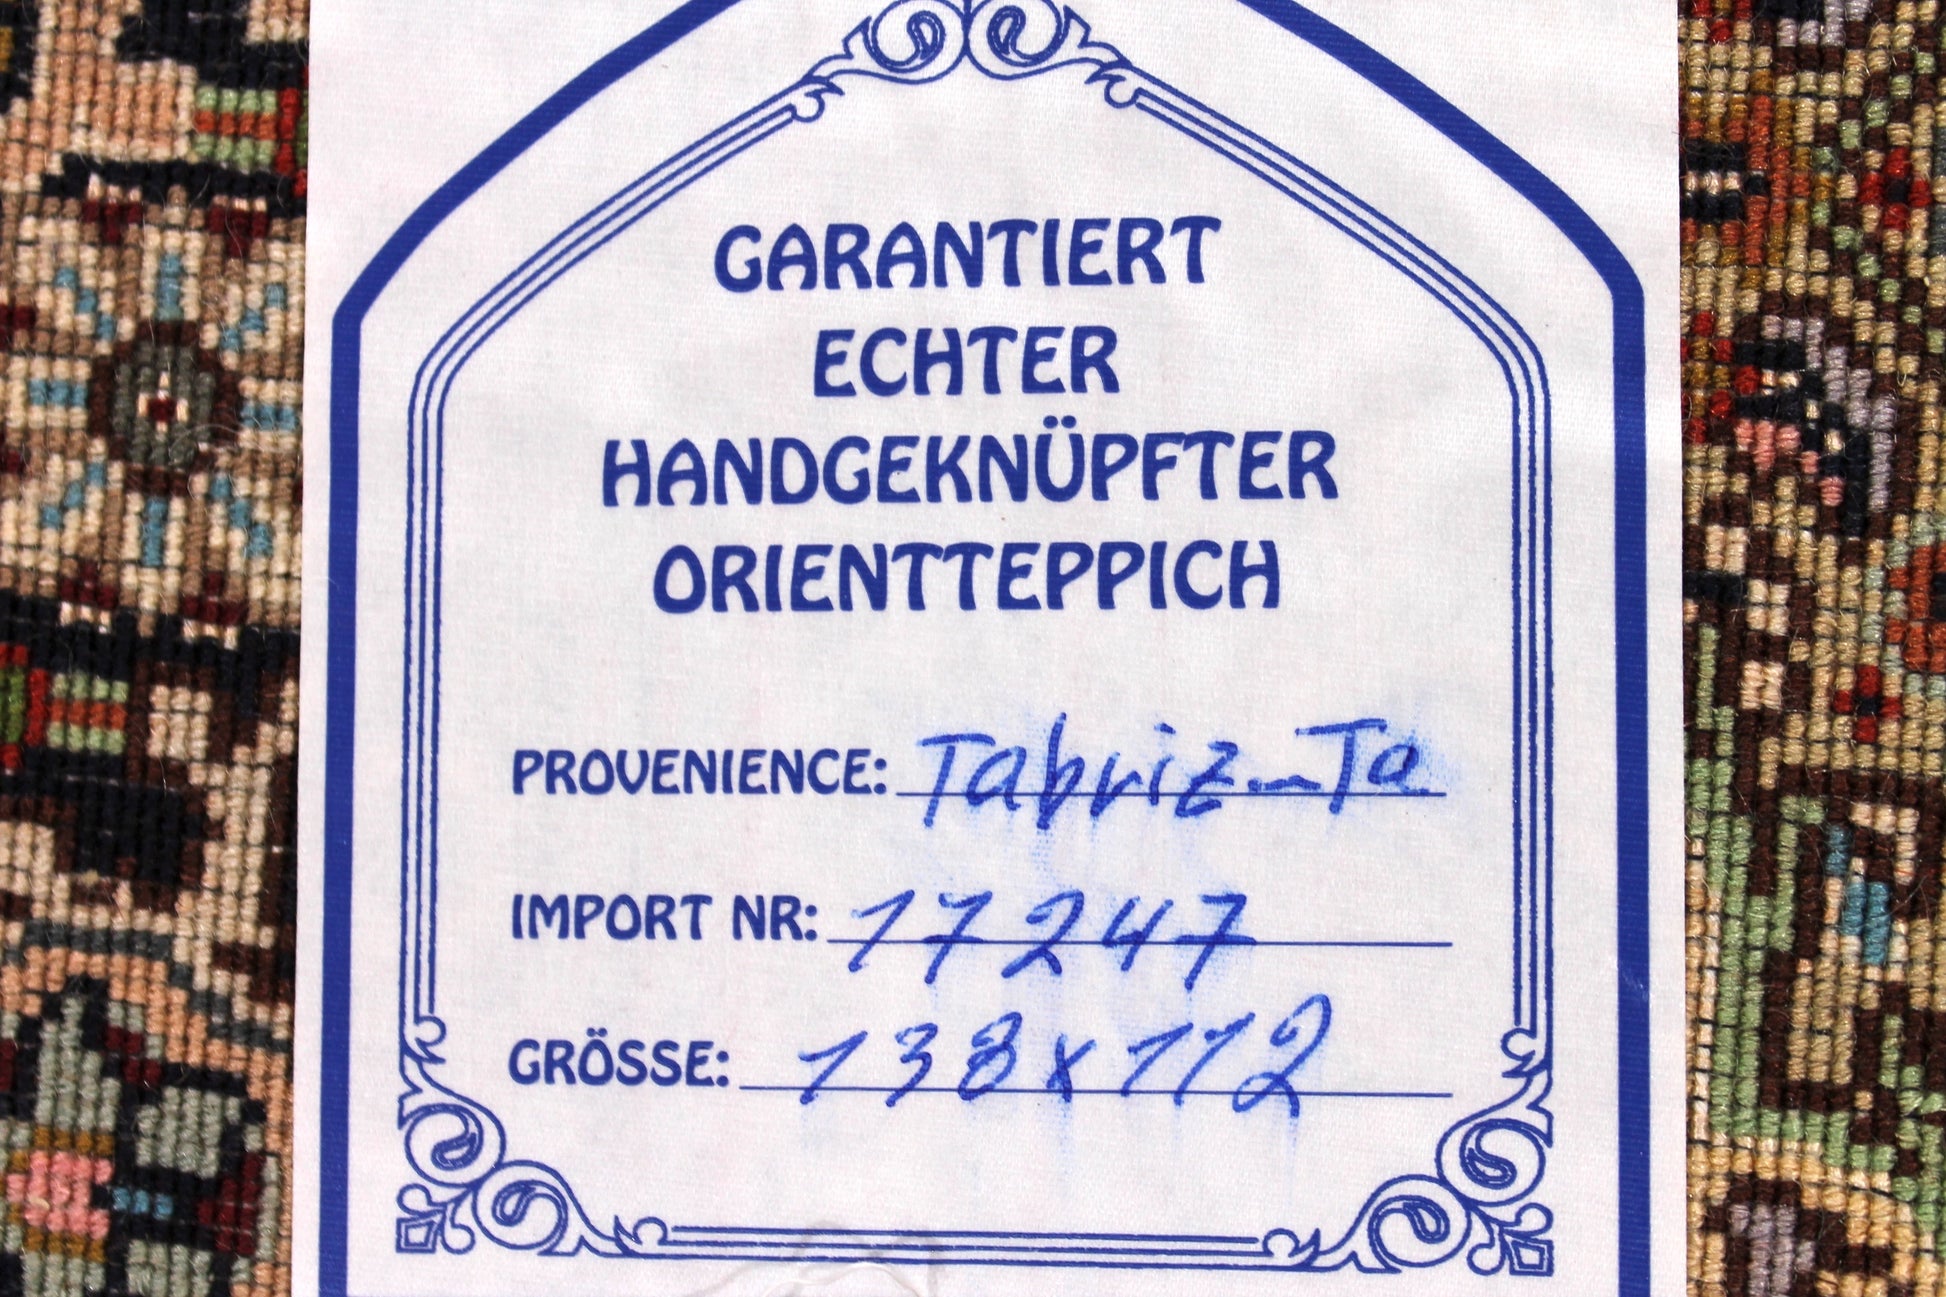 GARANTIERT
ECHTER
HANDGEKNÜPFTER
ORIENTTEPPICH
PROVENIENCE: Tabriz-Ta
IMPORT NR: 17247
GRÖSSE: 138x112